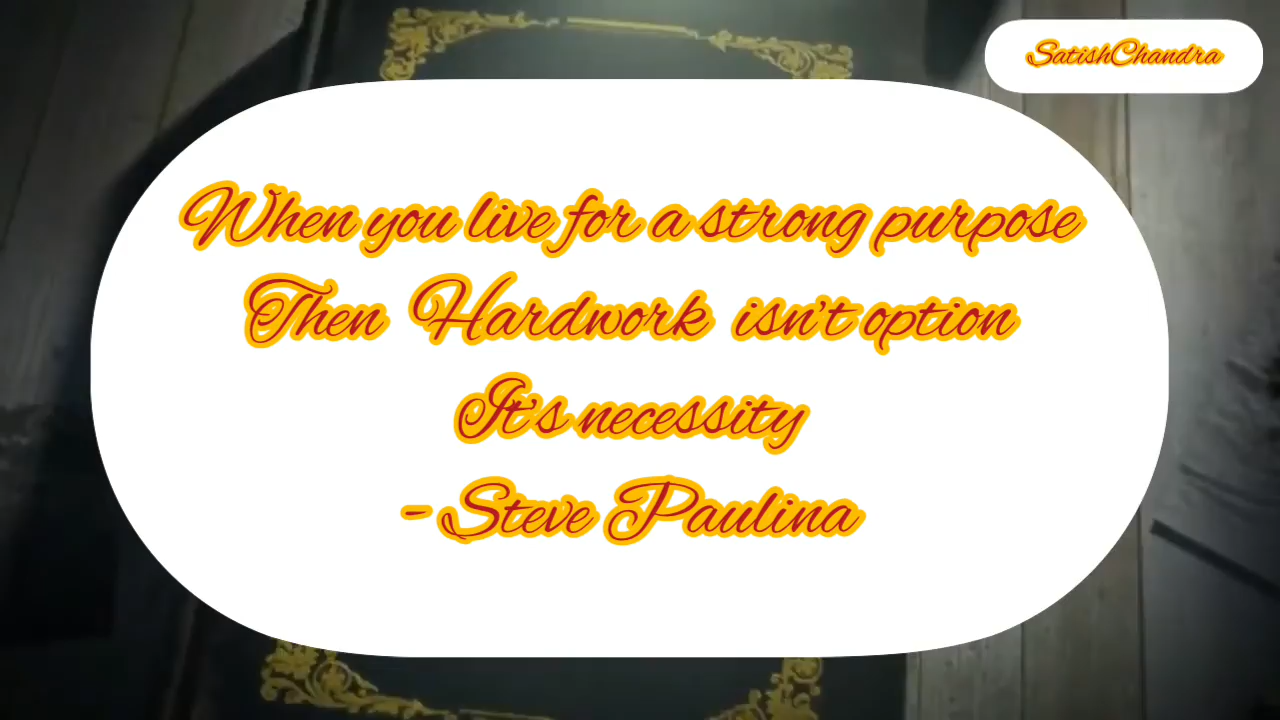 SatishChandra
When you live for a strong purpose
Then Hardwork isn't option
It's necessity
- Steve Paulina